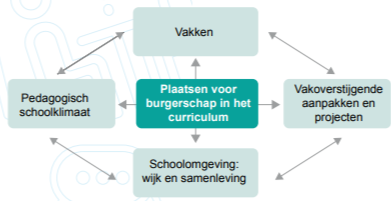 Vakken
Pedagogisch
schoolklimaat
Plaatsen voor
burgerschap in het
curriculum
Vakoverstijgende
aanpakken en
projecten
Schoolomgeving:
wijk en samenleving